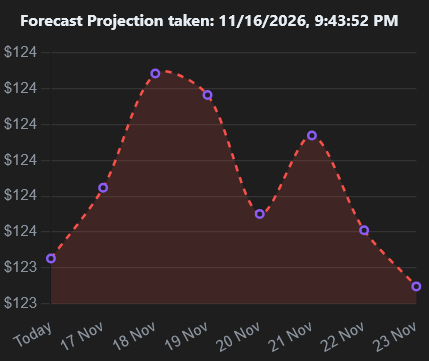 Forecast Projection taken: 11/16/2026, 9:43:52 PM
$124
$124
$124
$124
$124
$124
$123
$123
Today
17 Nov
18 Nov
19 Nov
20 Nov
21 Nov
22 Nov
23 Nov